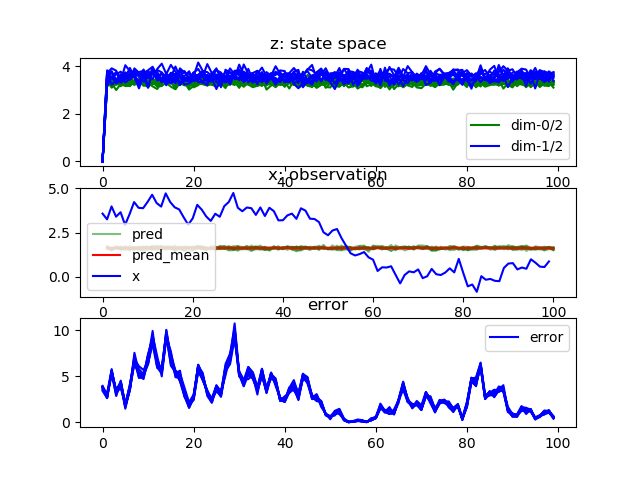 z: state space
4
2
0
dim-0/2
dim-1/2
0 20 40 60 80 100
x: observation
5.0
2.5
0.0
pred
pred_mean
x
0 20 40 60 80 100
error
10
5
0
error
0 20 40 60 80 100